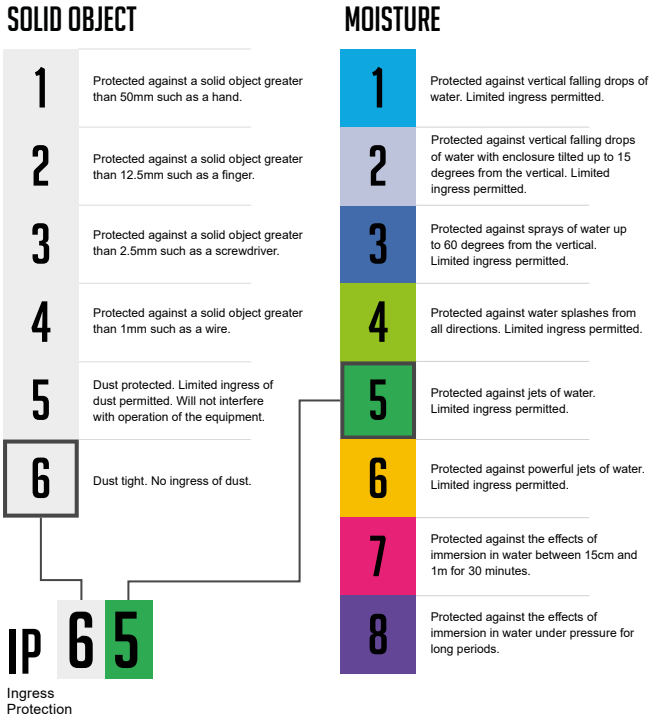 SOLID OBJECT
1
Protected against a solid object greater
than 50mm such as a hand.
2
Protected against a solid object greater
than 12.5mm such as a finger.
3
Protected against a solid object greater
than 2.5mm such as a screwdriver.
4
Protected against a solid object greater
than 1mm such as a wire.
5
Dust protected. Limited ingress of
dust permitted. Will not interfere
with operation of the equipment.
6
Dust tight. No ingress of dust.
MOISTURE
1
Protected against vertical falling drops of
water. Limited ingress permitted.
2
Protected against vertical falling drops
of water with enclosure tilted up to 15
degrees from the vertical. Limited
ingress permitted.
3
Protected against sprays of water up
to 60 degrees from the vertical.
Limited ingress permitted.
4
Protected against water splashes from
all directions. Limited ingress permitted.
5
Protected against jets of water.
Limited ingress permitted.
6
Protected against powerful jets of water.
Limited ingress permitted.
7
Protected against the effects of
immersion in water between 15cm and
1m for 30 minutes.
8
Protected against the effects of
immersion in water under pressure for
long periods.
IP 6 5
Ingress
Protection